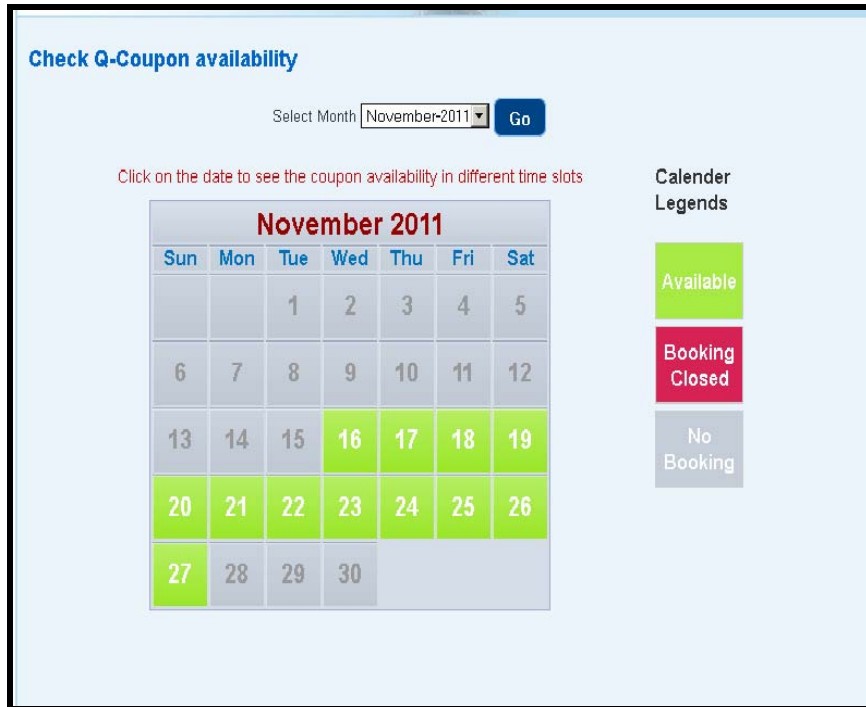 Check Q-Coupon availability
Select Month November-2011 Go
Click on the date to see the coupon availability in different time slots
Calender
Legends
November 2011
Sun Mon Tue Wed Thu Fri Sat
1 2 3 4 5
6 7 8 9 10 11 12
13 14 15 16 17 18 19
20 21 22 23 24 25 26
27 28 29 30
Available
Booking
Closed
No
Booking